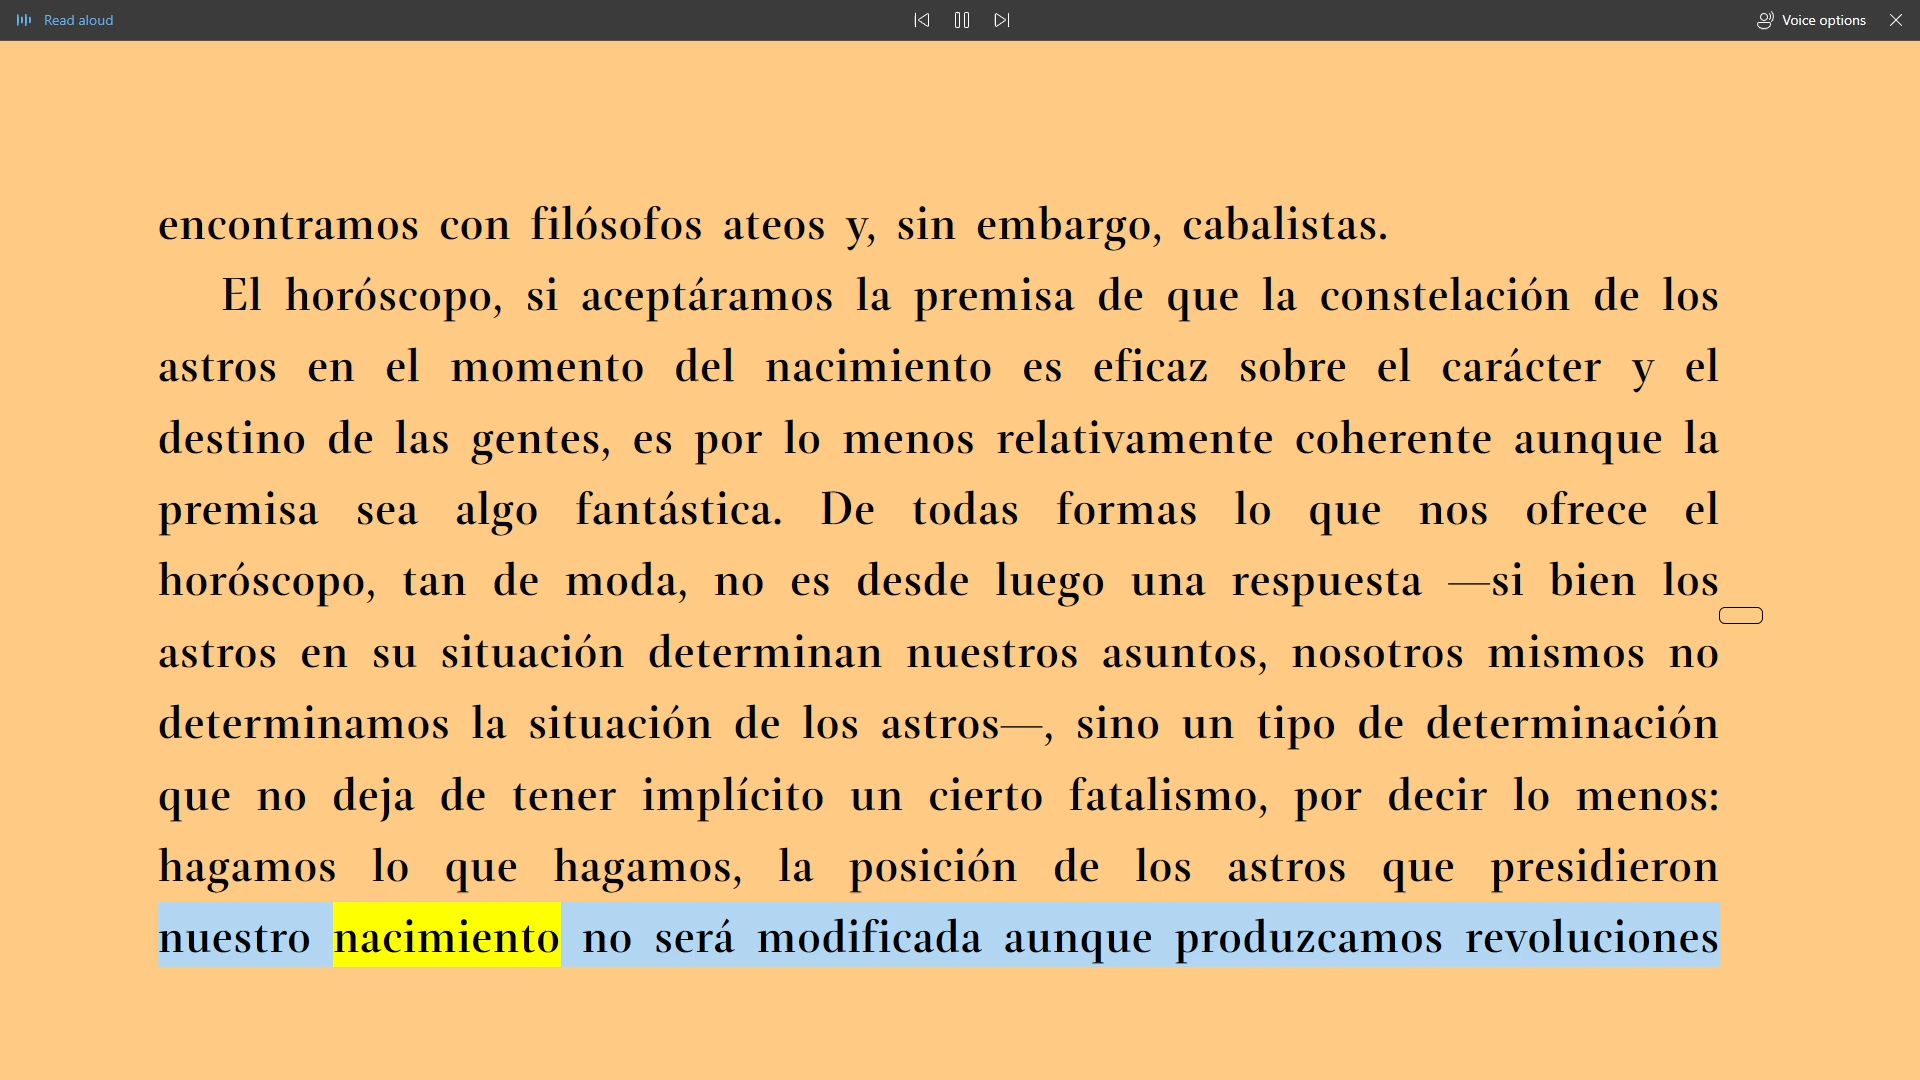 Read aloud
Voice options
encontramos con filósofos ateos y, sin embargo, cabalistas.
El horóscopo, si aceptáramos la premisa de que la constelación de los
astros en el momento del nacimiento es eficaz sobre el carácter y el
destino de las gentes, es por lo menos relativamente coherente aunque la
premisa sea algo fantástica. De todas formas lo que nos ofrece el
horóscopo, tan de moda, no es desde luego una respuesta —si bien los
astros en su situación determinan nuestros asuntos, nosotros mismos no
determinamos la situación de los astros—, sino un tipo de determinación
que no deja de tener implícito un cierto fatalismo, por decir lo menos:
hagamos lo que hagamos, la posición de los astros que presidieron
nuestro nacimiento no será modificada aunque produzcamos revoluciones